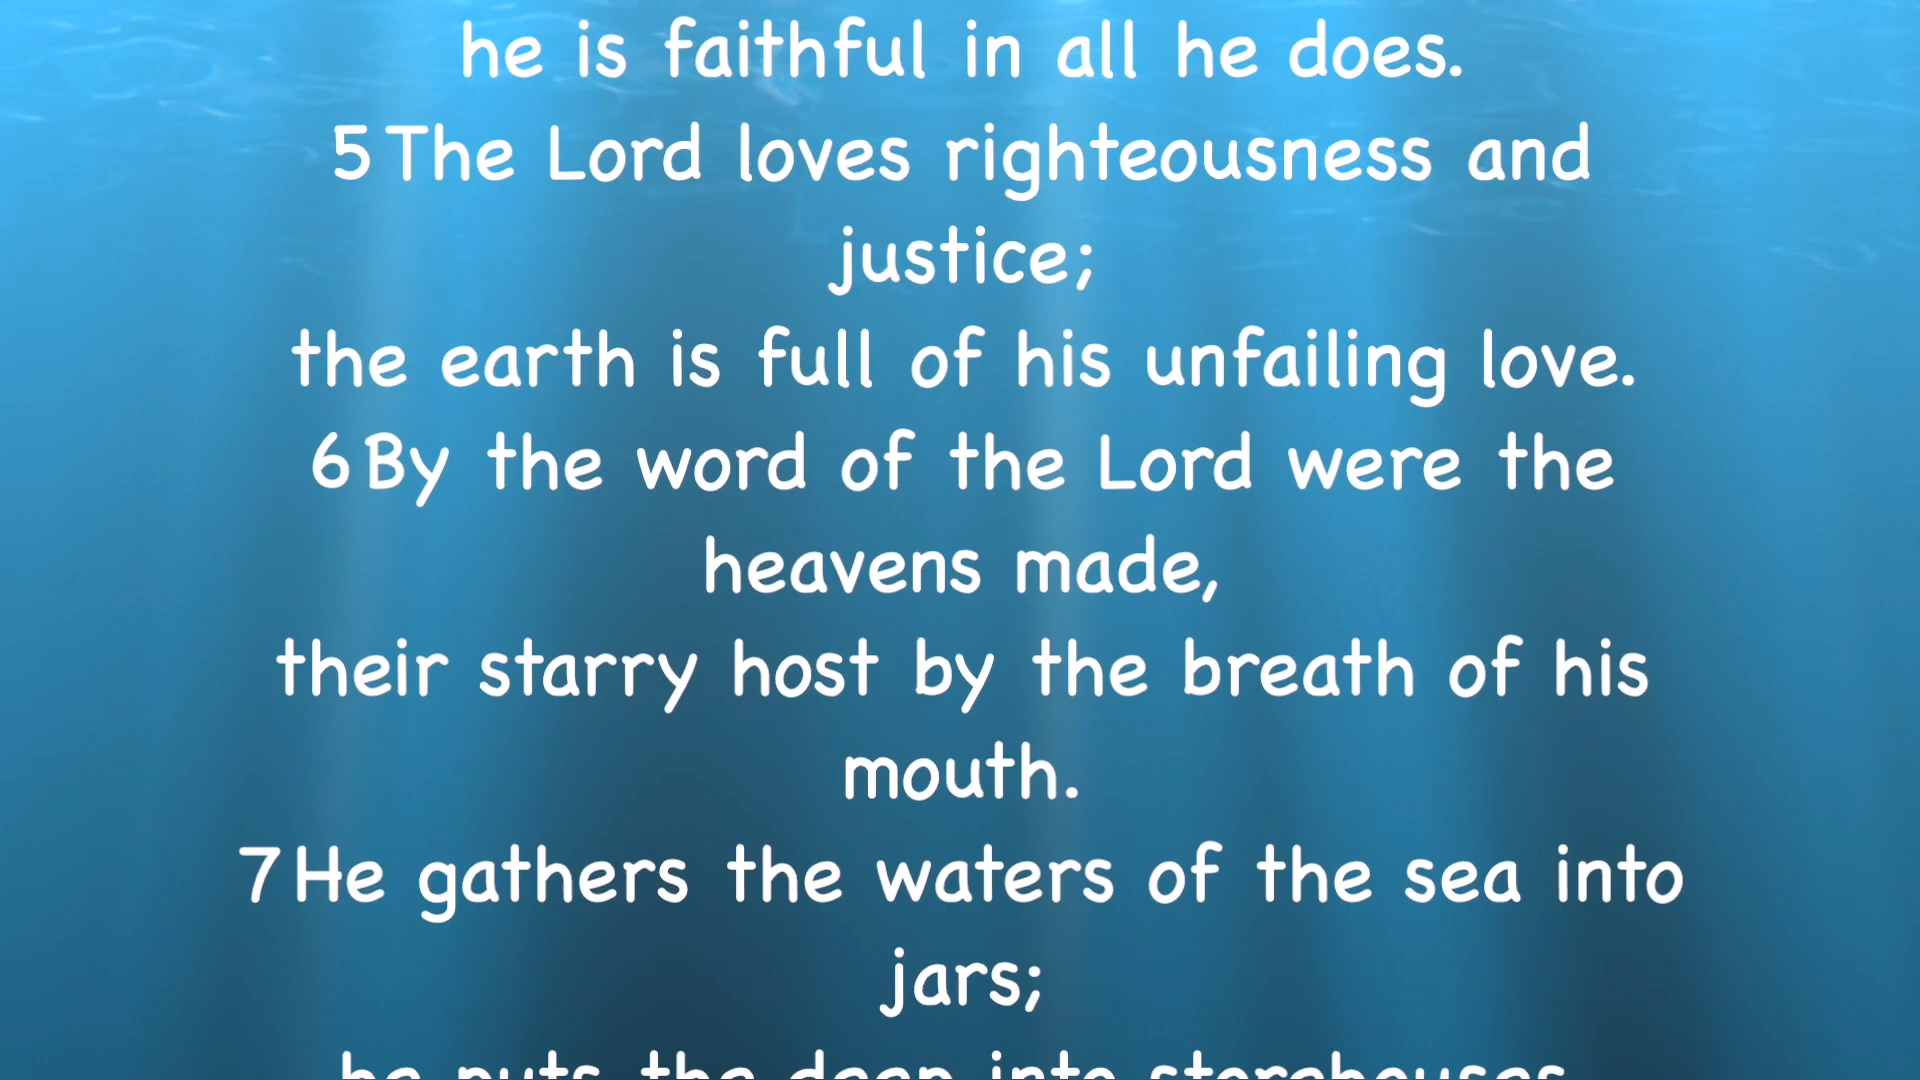 he is faithful in all he does.
5 The Lord loves righteousness and
justice;
the earth is full of his unfailing love.
6 By the word of the Lord were the
heavens made,
their starry host by the breath of his
mouth.
7 He gathers the waters of the sea into
jars;
he puts the deep into storehouses.